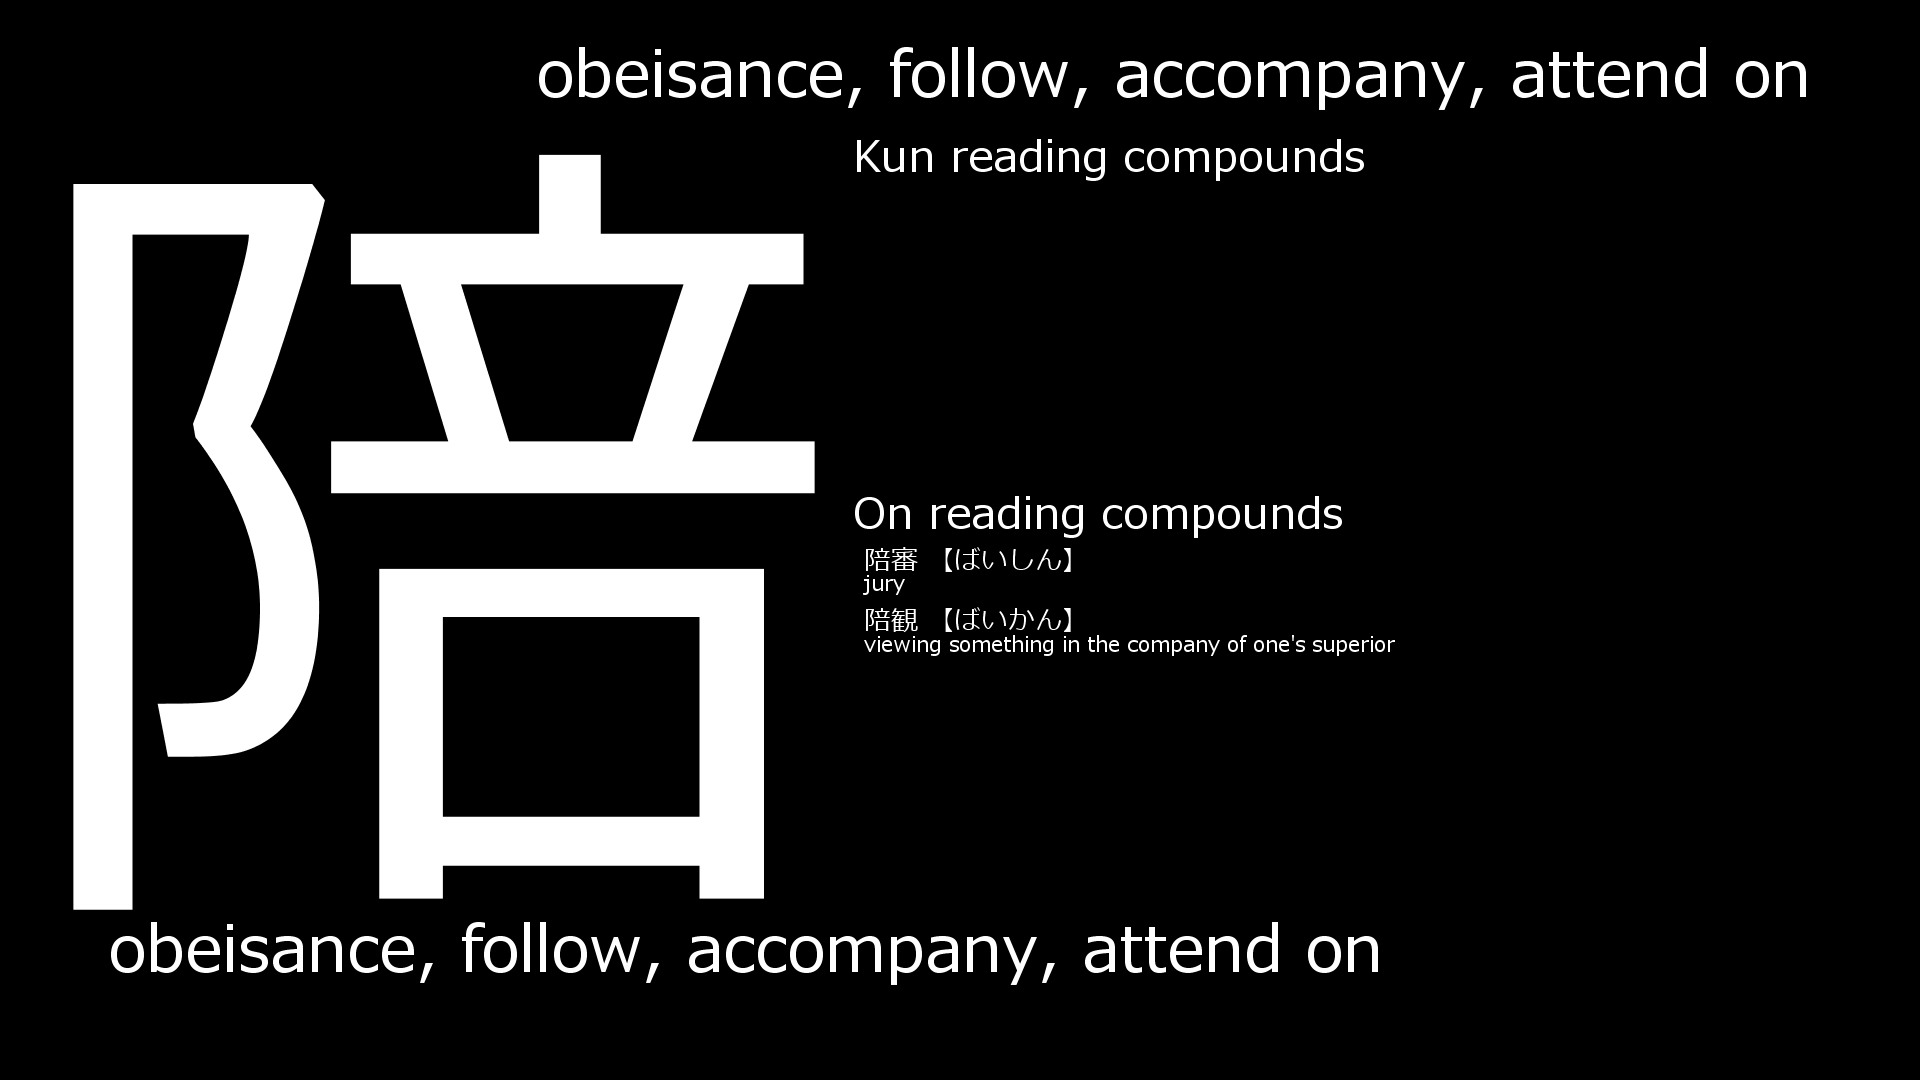 obeisance, follow, accompany, attend on
陪
Kun reading compounds
On reading compounds
陪審 【ばいしん】
jury
陪観 【ばいかん】
viewing something in the company of one's superior
obeisance, follow, accompany, attend on